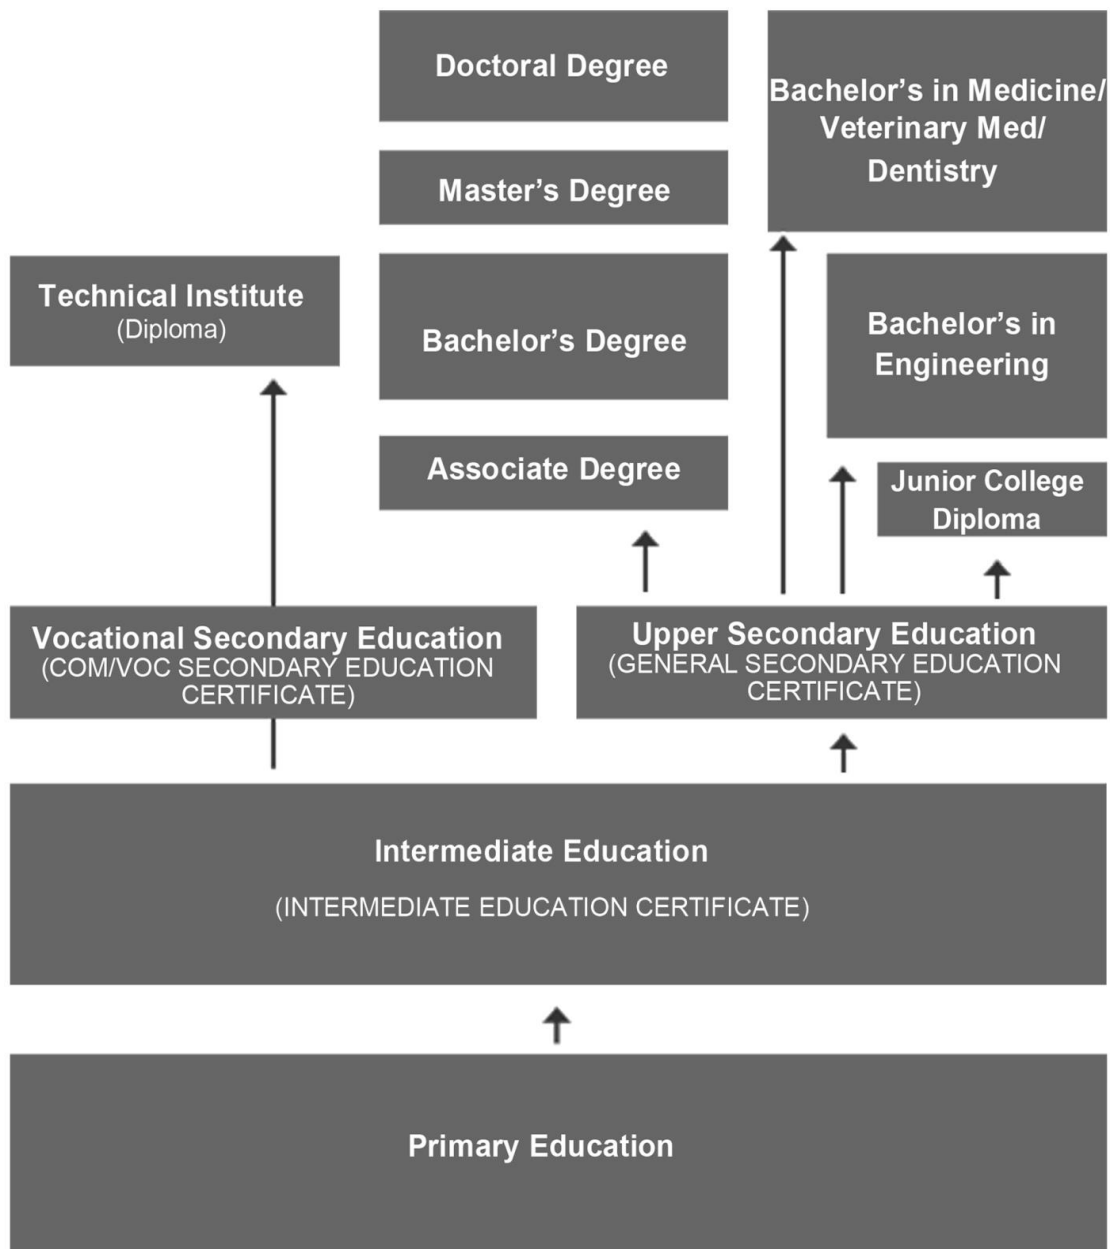 Doctoral Degree
Bachelor’s in Medicine/
Veterinary Med/
Dentistry
Master’s Degree
Technical Institute
(Diploma)
Bachelor’s Degree
Bachelor’s in
Engineering
Associate Degree
Junior College
Diploma
Vocational Secondary Education
(COM/VOC SECONDARY EDUCATION
CERTIFICATE)
Upper Secondary Education
(GENERAL SECONDARY EDUCATION
CERTIFICATE)
Intermediate Education
(INTERMEDIATE EDUCATION CERTIFICATE)
Primary Education